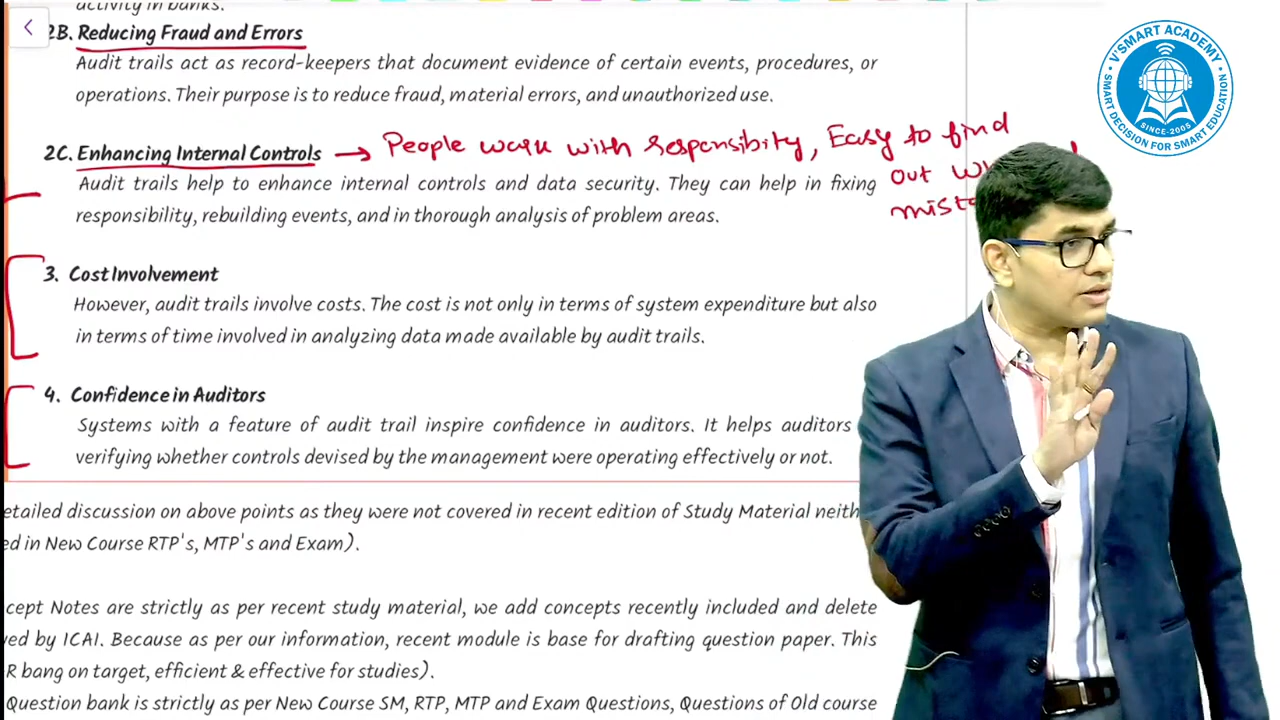 activity in banks.
2B. Reducing Fraud and Errors
Audit trails act as record-keepers that document evidence of certain events, procedures, or
operations. Their purpose is to reduce fraud, material errors, and unauthorized use.
2C. Enhancing Internal Controls → People work with responsibity, Easy to find
out
Audit trails help to enhance internal controls and data security. They can help in fixing
responsibility, rebuilding events, and in thorough analysis of problem areas.
3. Cost Involvement
However, audit trails involve costs. The cost is not only in terms of system expenditure but also
in terms of time involved in analyzing data made available by audit trails.
4. Confidence in Auditors
Systems with a feature of audit trail inspire confidence in auditors. It helps auditors
verifying whether controls devised by the management were operating effectively or not.
etailed discussion on above points as they were not covered in recent edition of Study Material neith
ed in New Course RTP's, MTP's and Exam).
cept Notes are strictly as per recent study material, we add concepts recently included and delete
ved by ICAI. Because as per our information, recent module is base for drafting question paper. This
R bang on target, efficient & effective for studies).
Question bank is strictly as per New Course SM, RTP, MTP and Exam Questions, Questions of Old course
V'SMART ACADEMY
SMART DECISION FOR SMART EDUCATION
SINCE-2005